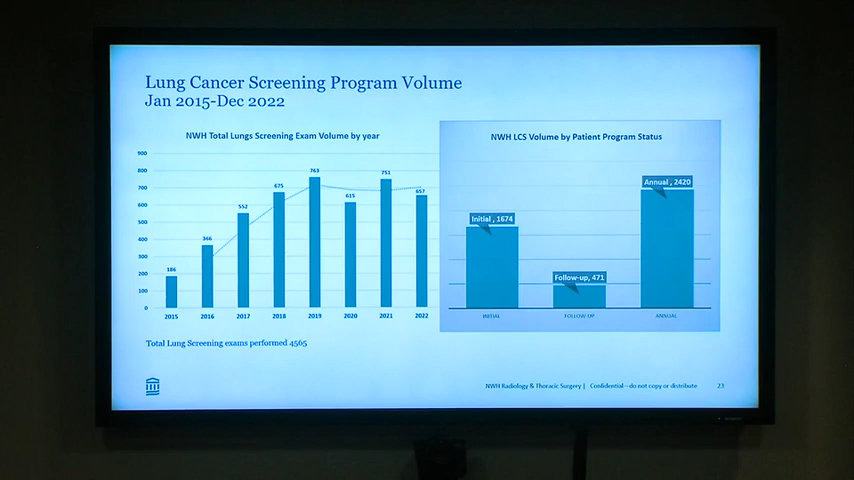 Lung Cancer Screening Program Volume
Jan 2015-Dec 2022
NWH Total Lungs Screening Exam Volume by year
900
800
700
600
500
400
300
200
100
0
186
366
552
675
763
615
751
657
2015 2016 2017 2018 2019 2020 2021 2022
NWH LCS Volume by Patient Program Status
Initial , 1674
Follow-up, 471
Annual , 2420
INITIAL FOLLOW-UP ANNUAL
Total Lung Screening exams performed 4565
NWH Radiology & Thoracic Surgery | Confidential—do not copy or distribute 23